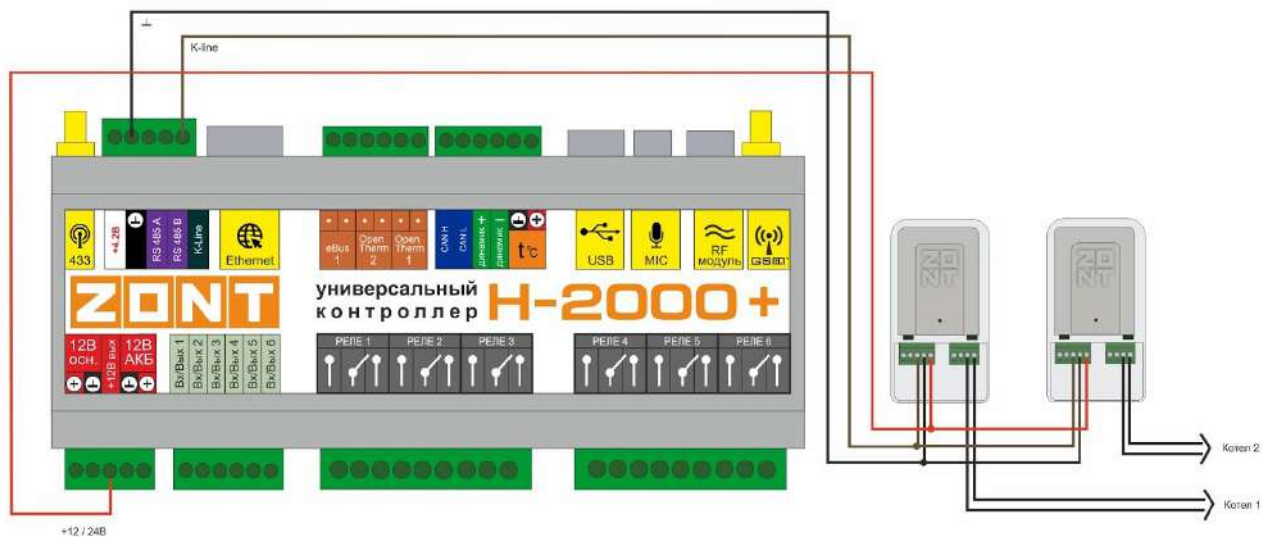 ⊥
K-line
433
+4.2В
⊥
RS 485 A
RS 485 B
K-Line
Ethernet
eBus
1
Open
Therm
2
Open
Therm
1
CAN H
CAN L
динамик +
динамик –
⊥
+
t°C
USB
MIC
RF
модуль
GSM
ZONT
универсальный
контроллер
H-2000+
12В
осн.
+12В вых
12В
АКБ
Вх/Вых 1
Вх/Вых 2
Вх/Вых 3
Вх/Вых 4
Вх/Вых 5
Вх/Вых 6
РЕЛЕ 1
РЕЛЕ 2
РЕЛЕ 3
РЕЛЕ 4
РЕЛЕ 5
РЕЛЕ 6
ZONT
ZONT
Котел 2
Котел 1
+12 / 24В